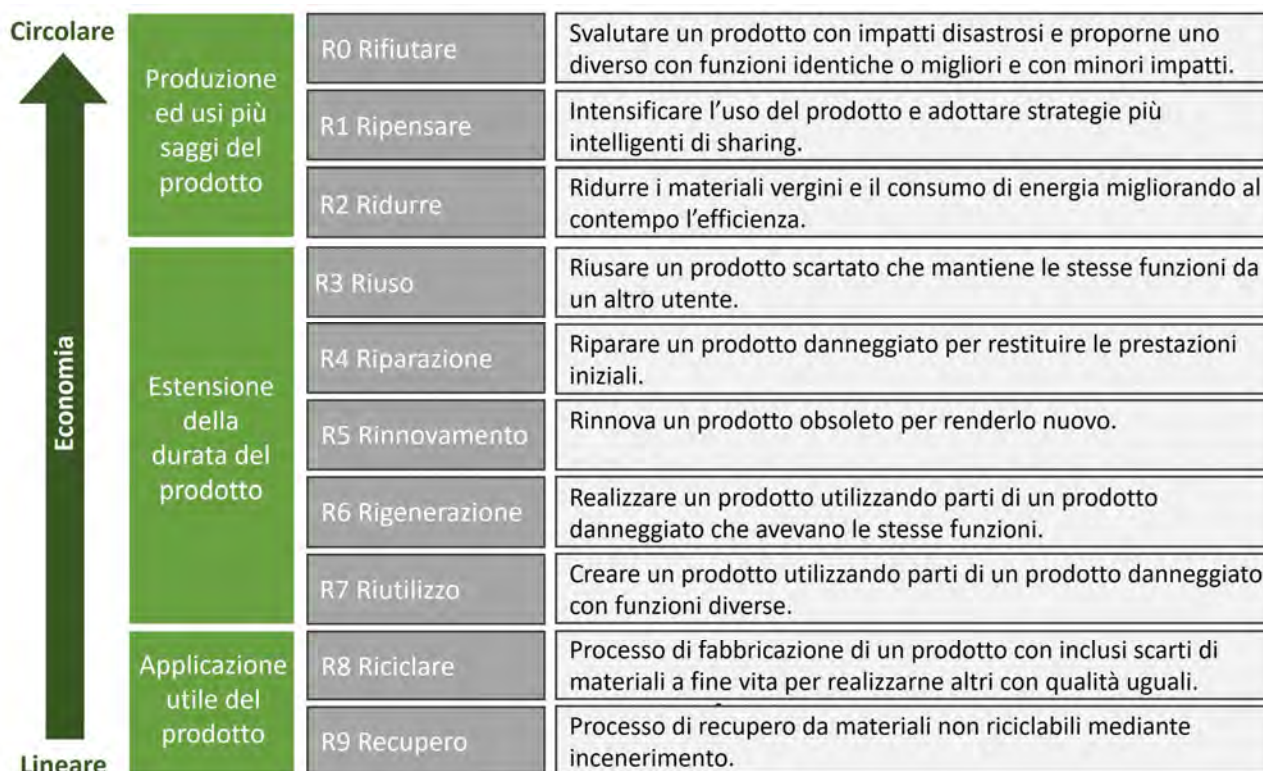 Circolare
Economia
Lineare
Produzione
ed usi più
saggi del
prodotto
R0 Rifiutare
Svalutare un prodotto con impatti disastrosi e proporne uno
diverso con funzioni identiche o migliori e con minori impatti.
R1 Ripensare
Intensificare l'uso del prodotto e adottare strategie più
intelligenti di sharing.
R2 Ridurre
Ridurre i materiali vergini e il consumo di energia migliorando al
contempo l'efficienza.
Estensione
della
durata del
prodotto
R3 Riuso
Riusare un prodotto scartato che mantiene le stesse funzioni da
un altro utente.
R4 Riparazione
Riparare un prodotto danneggiato per restituire le prestazioni
iniziali.
R5 Rinnovamento
Rinnova un prodotto obsoleto per renderlo nuovo.
R6 Rigenerazione
Realizzare un prodotto utilizzando parti di un prodotto
danneggiato che avevano le stesse funzioni.
R7 Riutilizzo
Creare un prodotto utilizzando parti di un prodotto danneggiato
con funzioni diverse.
Applicazione
utile del
prodotto
R8 Riciclare
Processo di fabbricazione di un prodotto con inclusi scarti di
materiali a fine vita per realizzarne altri con qualità uguali.
R9 Recupero
Processo di recupero da materiali non riciclabili mediante
incenerimento.